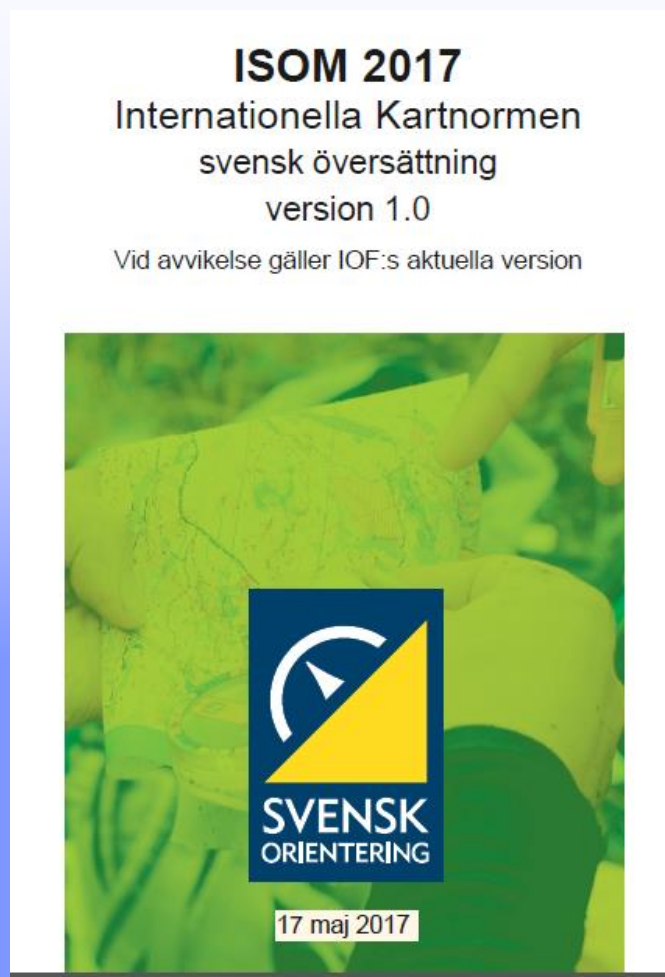 ISOM 2017
Internationella Kartnormen
svensk översättning
version 1.0
Vid avvikelse gäller IOF:s aktuella version
SVENSK
ORIENTERING
17 maj 2017